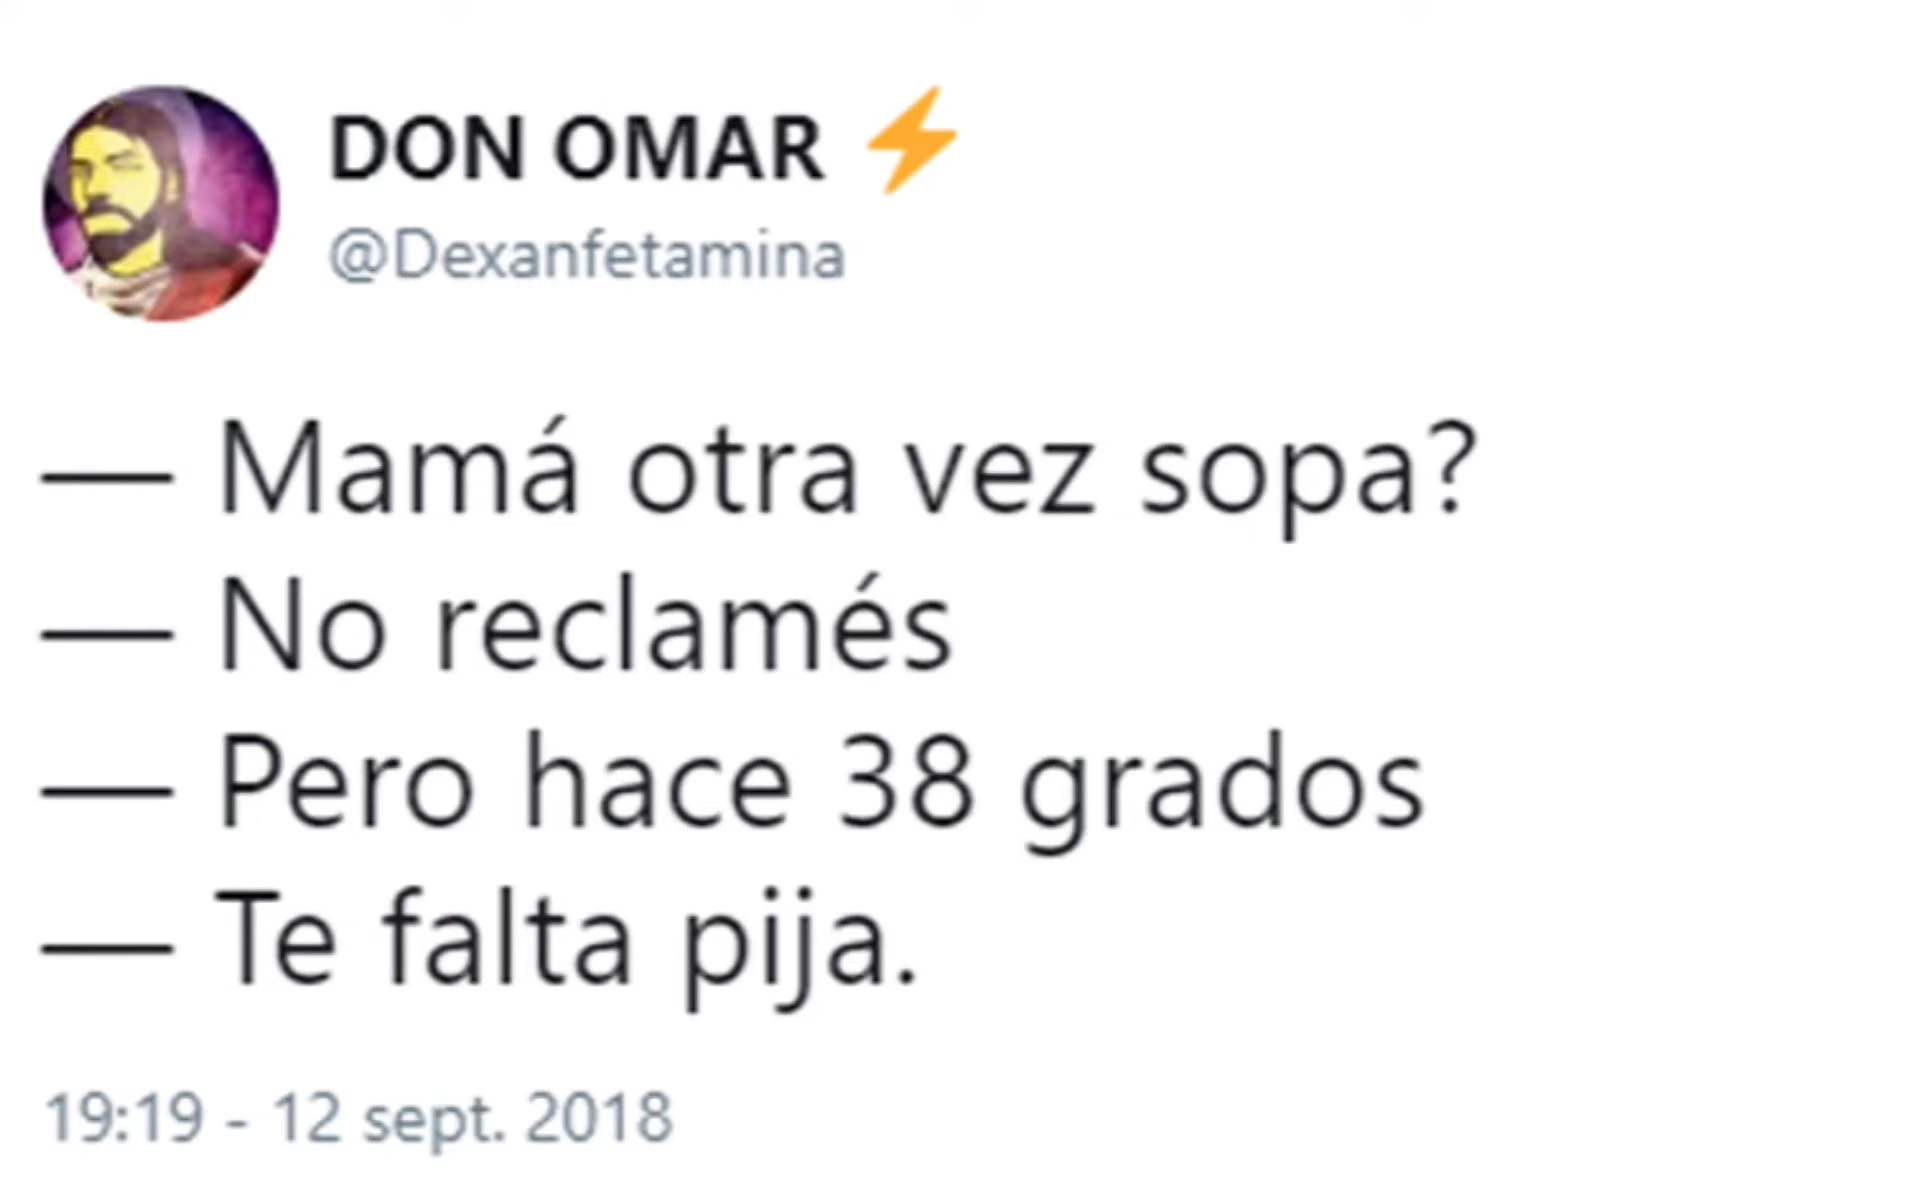 DON OMAR ⚡
@Dexanfetamina
— Mamá otra vez sopa?
— No reclamés
— Pero hace 38 grados
— Te falta pija.
19:19 - 12 sept. 2018